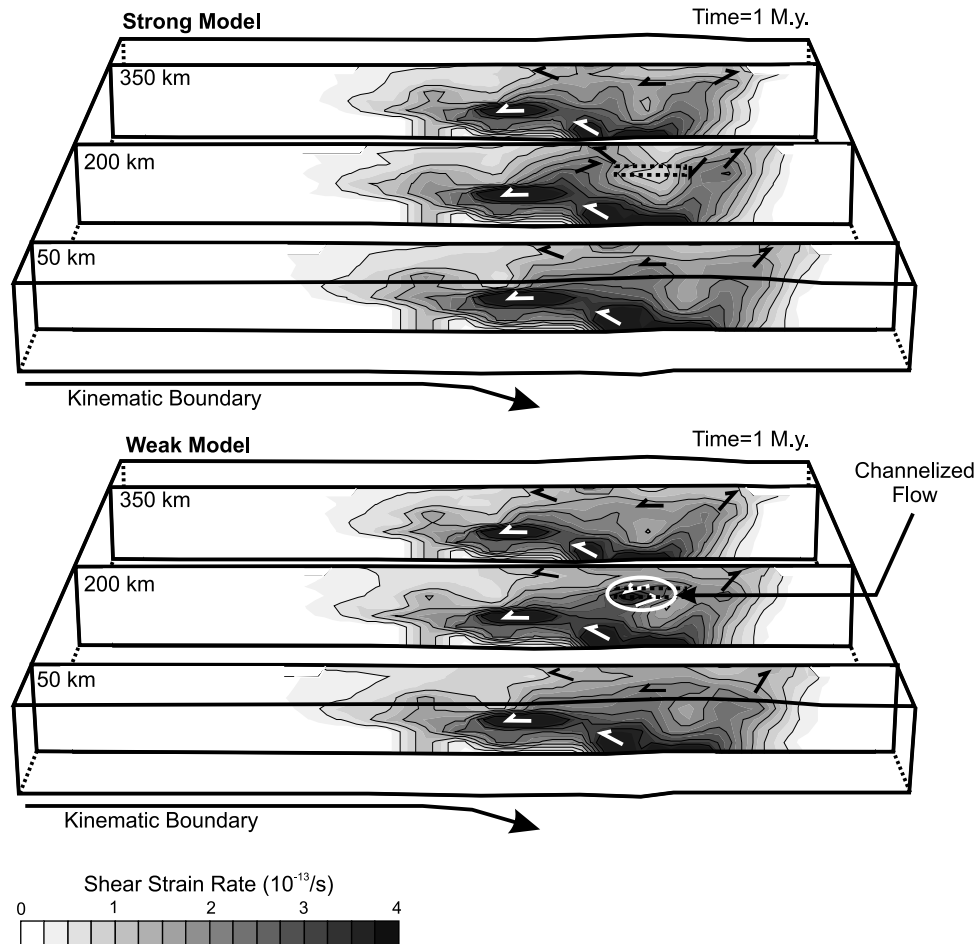 Strong Model
Time=1 M.y.
350 km
200 km
50 km
Kinematic Boundary
Weak Model
Time=1 M.y.
Channelized
Flow
350 km
200 km
50 km
Kinematic Boundary
Shear Strain Rate (10⁻¹³/s)
0 1 2 3 4